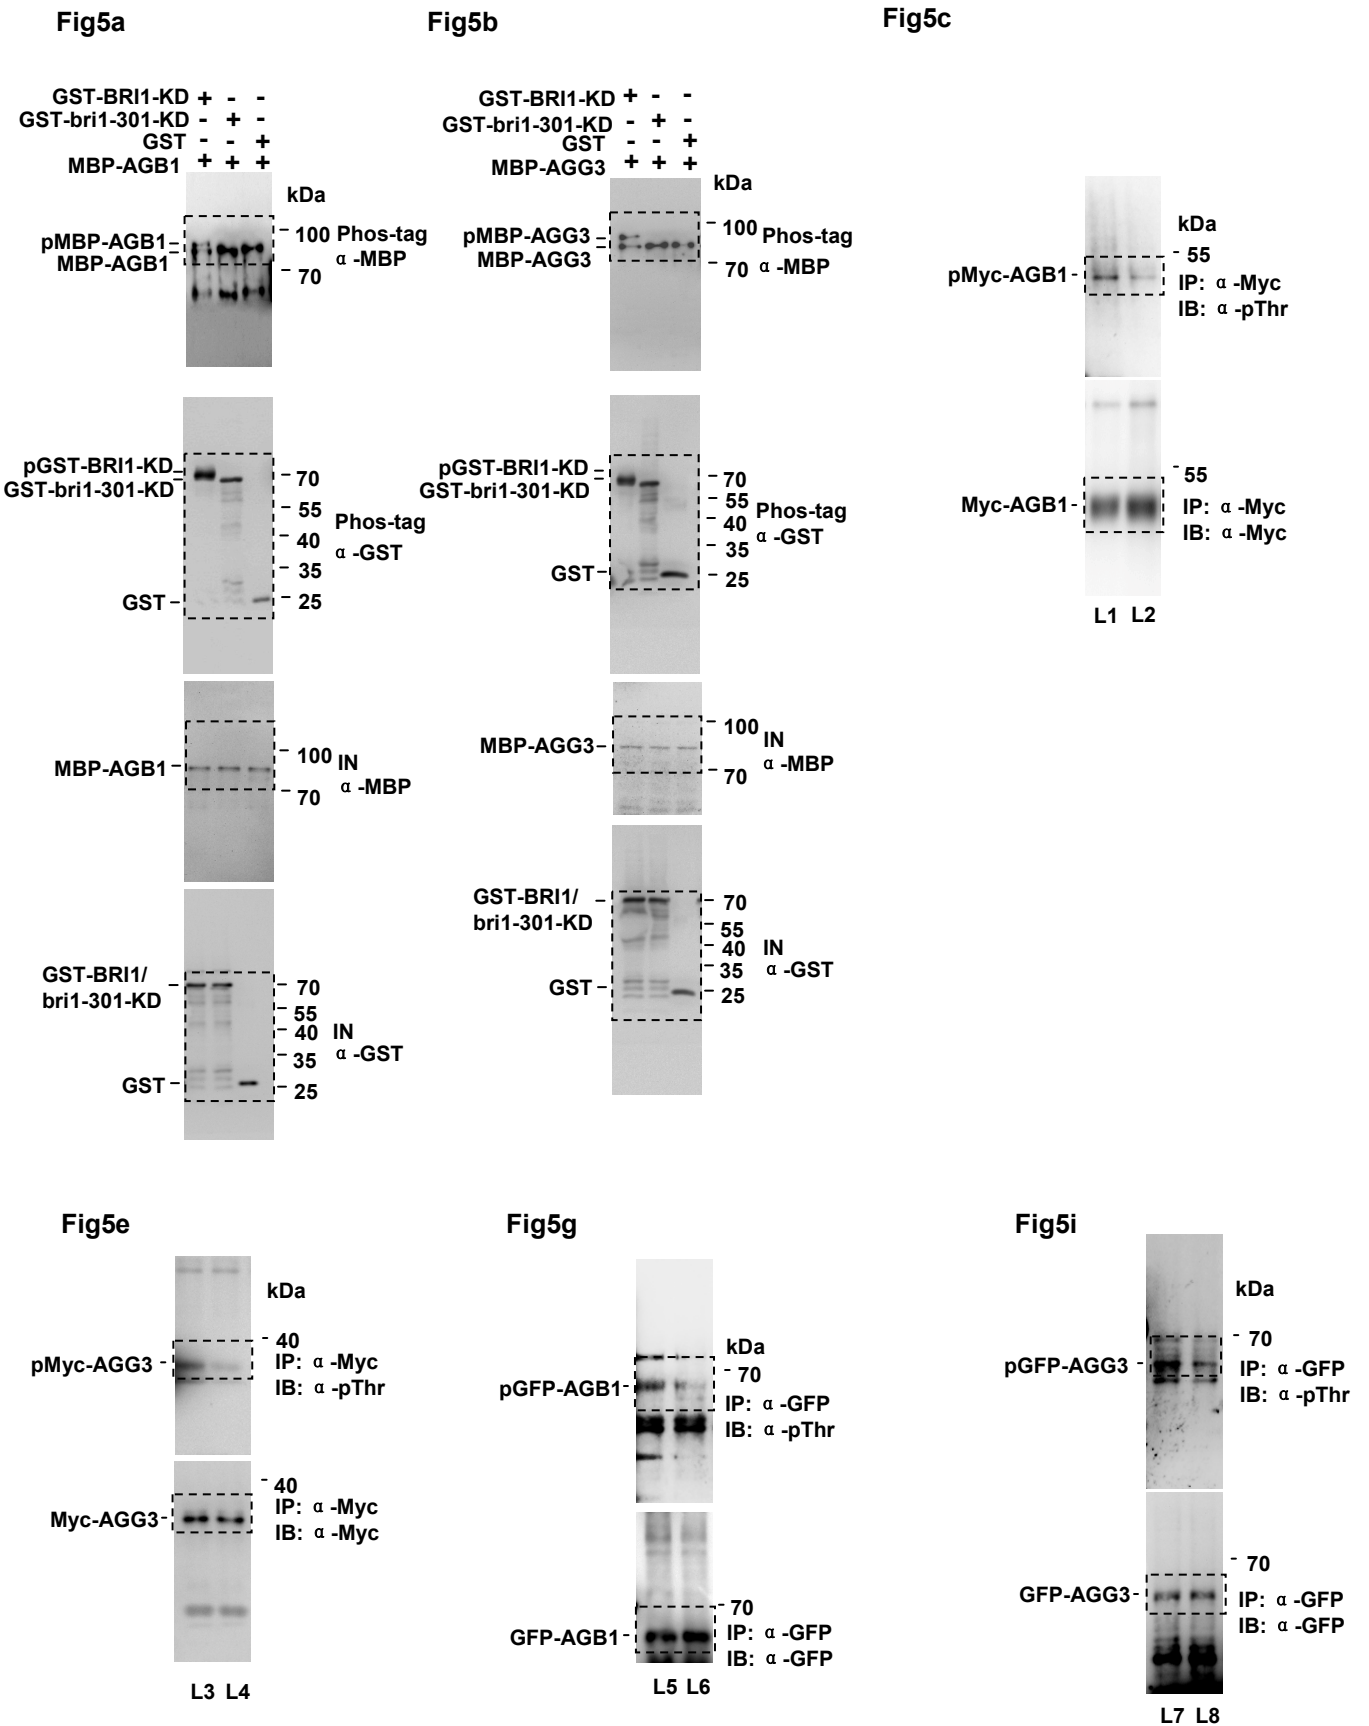 Fig5a
GST-BRI1-KD + - -
GST-bri1-301-KD - + -
GST - - +
MBP-AGB1 + + +
kDa
pMBP-AGB1
MBP-AGB1
100
70
Phos-tag
α-MBP
pGST-BRI1-KD
GST-bri1-301-KD
GST
70
55
40
35
25
Phos-tag
α-GST
MBP-AGB1
100
70
IN
α-MBP
GST-BRI1/
bri1-301-KD
GST
70
55
40
35
25
IN
α-GST
Fig5b
GST-BRI1-KD + - -
GST-bri1-301-KD - + -
GST - - +
MBP-AGG3 + + +
kDa
pMBP-AGG3
MBP-AGG3
100
70
Phos-tag
α-MBP
pGST-BRI1-KD
GST-bri1-301-KD
GST
70
55
40
35
25
Phos-tag
α-GST
MBP-AGG3
100
70
IN
α-MBP
GST-BRI1/
bri1-301-KD
GST
70
55
40
35
25
IN
α-GST
Fig5c
kDa
55
pMyc-AGB1
IP: α-Myc
IB: α-pThr
55
Myc-AGB1
IP: α-Myc
IB: α-Myc
L1 L2
Fig5e
kDa
40
pMyc-AGG3
IP: α-Myc
IB: α-pThr
40
Myc-AGG3
IP: α-Myc
IB: α-Myc
L3 L4
Fig5g
kDa
70
pGFP-AGB1
IP: α-GFP
IB: α-pThr
70
GFP-AGB1
IP: α-GFP
IB: α-GFP
L5 L6
Fig5i
kDa
70
pGFP-AGG3
IP: α-GFP
IB: α-pThr
70
GFP-AGG3
IP: α-GFP
IB: α-GFP
L7 L8